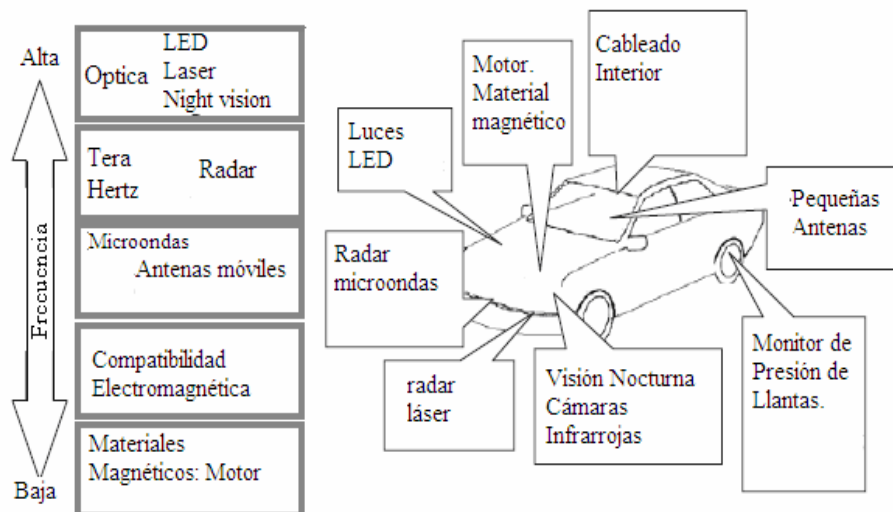 Alta
Frecuencia
Baja
LED
Optica Laser
Night vision
Tera
Hertz Radar
Microondas
Antenas móviles
Compatibilidad
Electromagnética
Materiales
Magnéticos: Motor
Luces
LED
Motor.
Material
magnético
Cableado
Interior
Pequeñas
Antenas
Radar
microondas
radar
láser
Visión Nocturna
Cámaras
Infrarrojas
Monitor de
Presión de
Llantas.